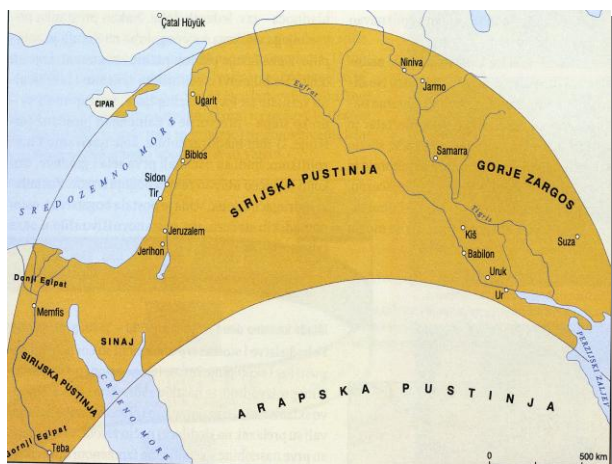 Çatal Hüyük
Niniva
Jarmo
CIPAR
Ugarit
Eufrat
SREDOZEMNO MORE
Biblos
Samarra
GORJE ZARGOS
SIRIJSKA PUSTINJA
Sidon
Tir
Tigris
Jeruzalem
Kiš
Suza
Jerihon
Babilon
Uruk
Donji Egipat
Ur
Memfis
SINAJ
PERZIJSKI ZALJEV
SIRIJSKA PUSTINJA
CRVENO MORE
ARAPSKA PUSTINJA
Gornji Egipat
Teba
0 500 km